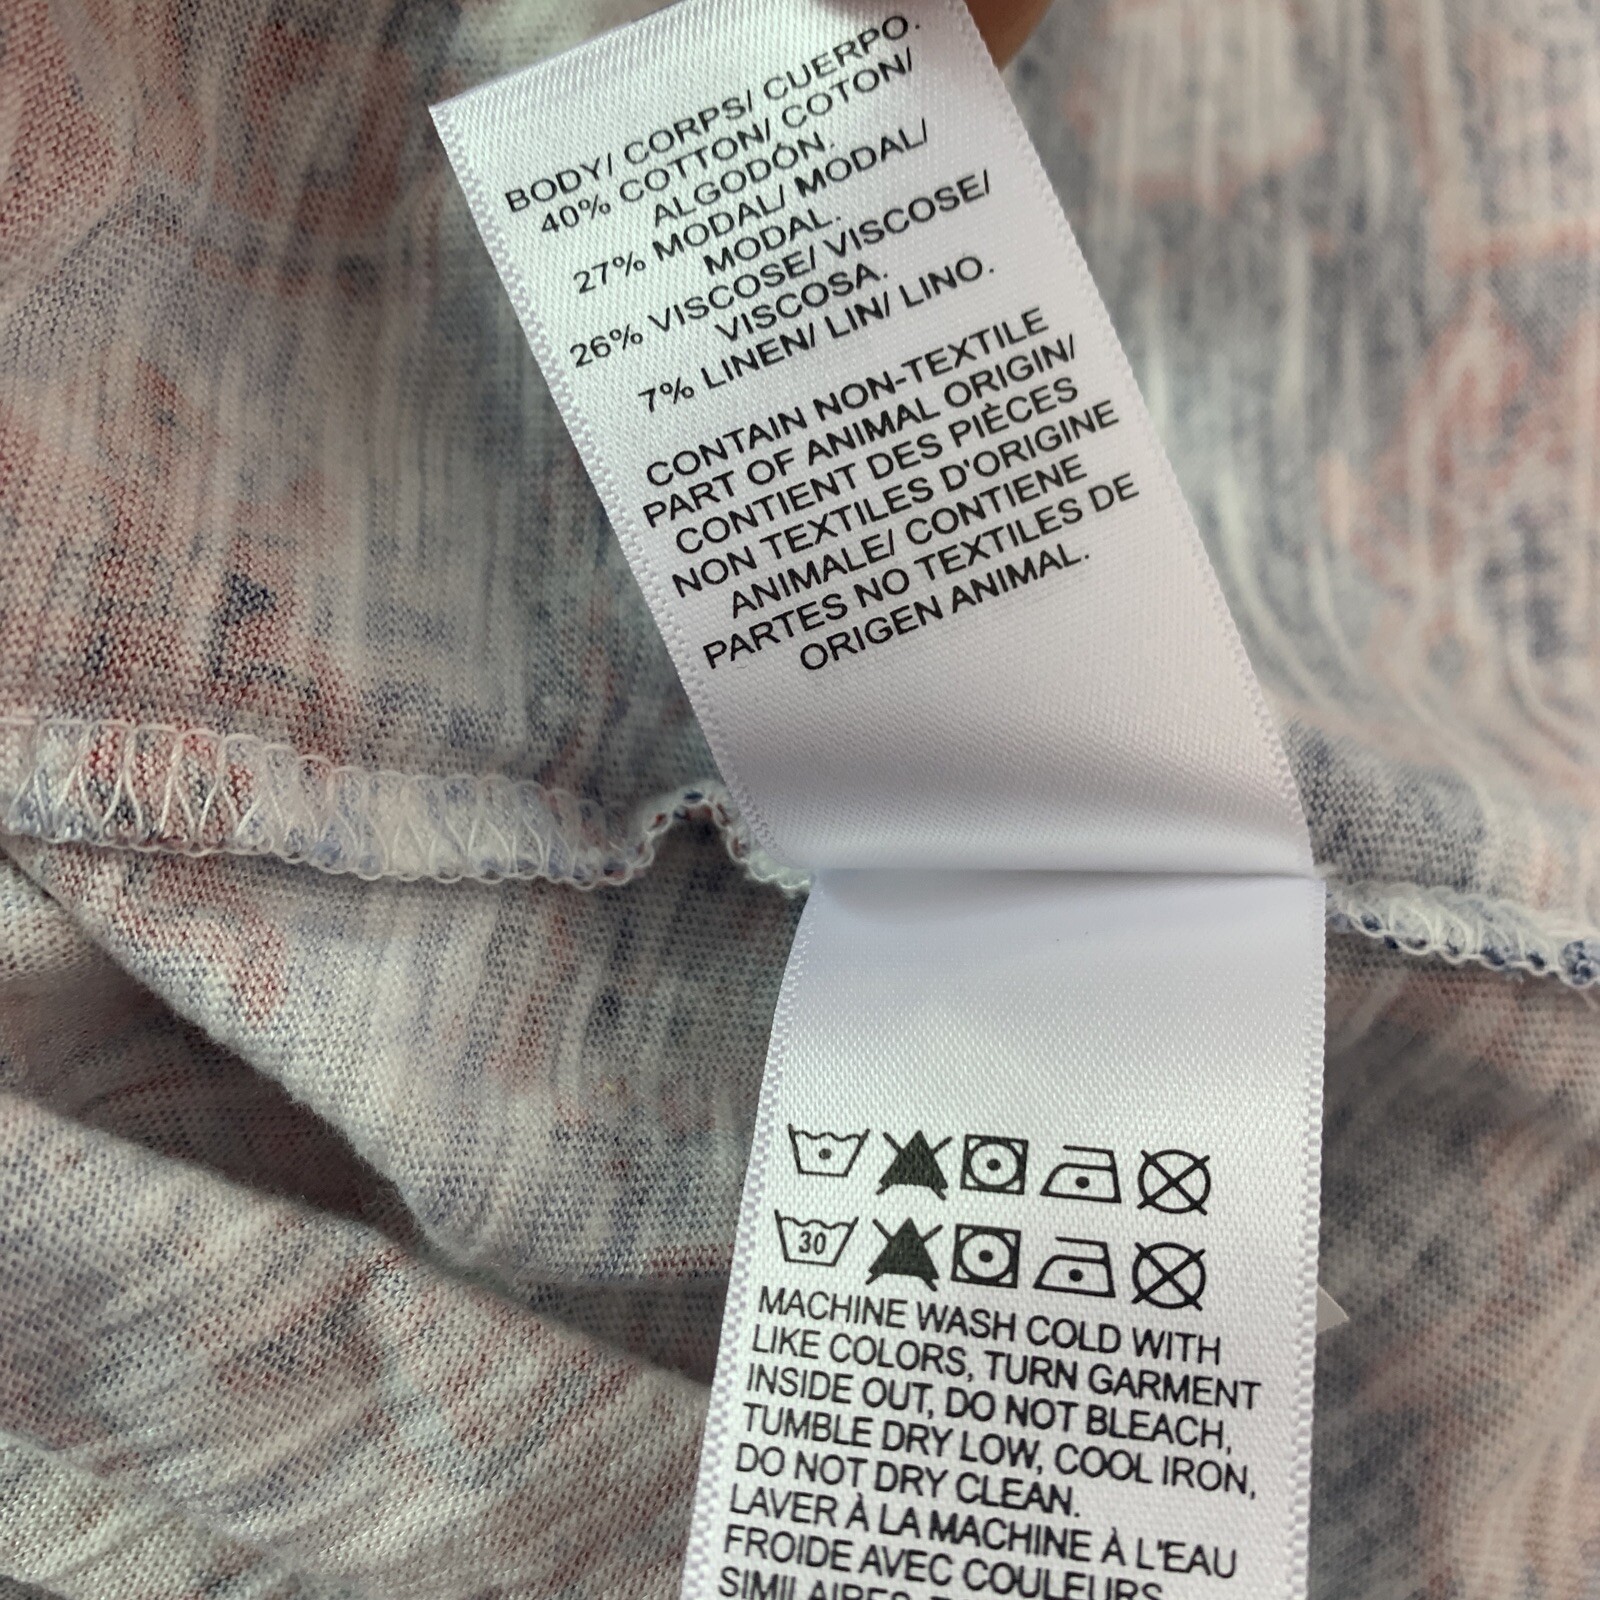 BODY/ CORPS/ CUERPO.
40% COTTON/ COTON/
ALGODÓN.
27% MODAL/ MODAL/
MODAL.
26% VISCOSE/ VISCOSE/
VISCOSA.
7% LINEN/ LIN/ LINO.
CONTAIN NON-TEXTILE
PART OF ANIMAL ORIGIN/
CONTIENT DES PIÈCES
NON TEXTILES D'ORIGINE
ANIMALE/ CONTIENE
PARTES NO TEXTILES DE
ORIGEN ANIMAL.
30
MACHINE WASH COLD WITH
LIKE COLORS, TURN GARMENT
INSIDE OUT, DO NOT BLEACH,
TUMBLE DRY LOW, COOL IRON,
DO NOT DRY CLEAN.
LAVER À LA MACHINE À L'EAU
FROIDE AVEC COULEURS
SIMILAIRES,